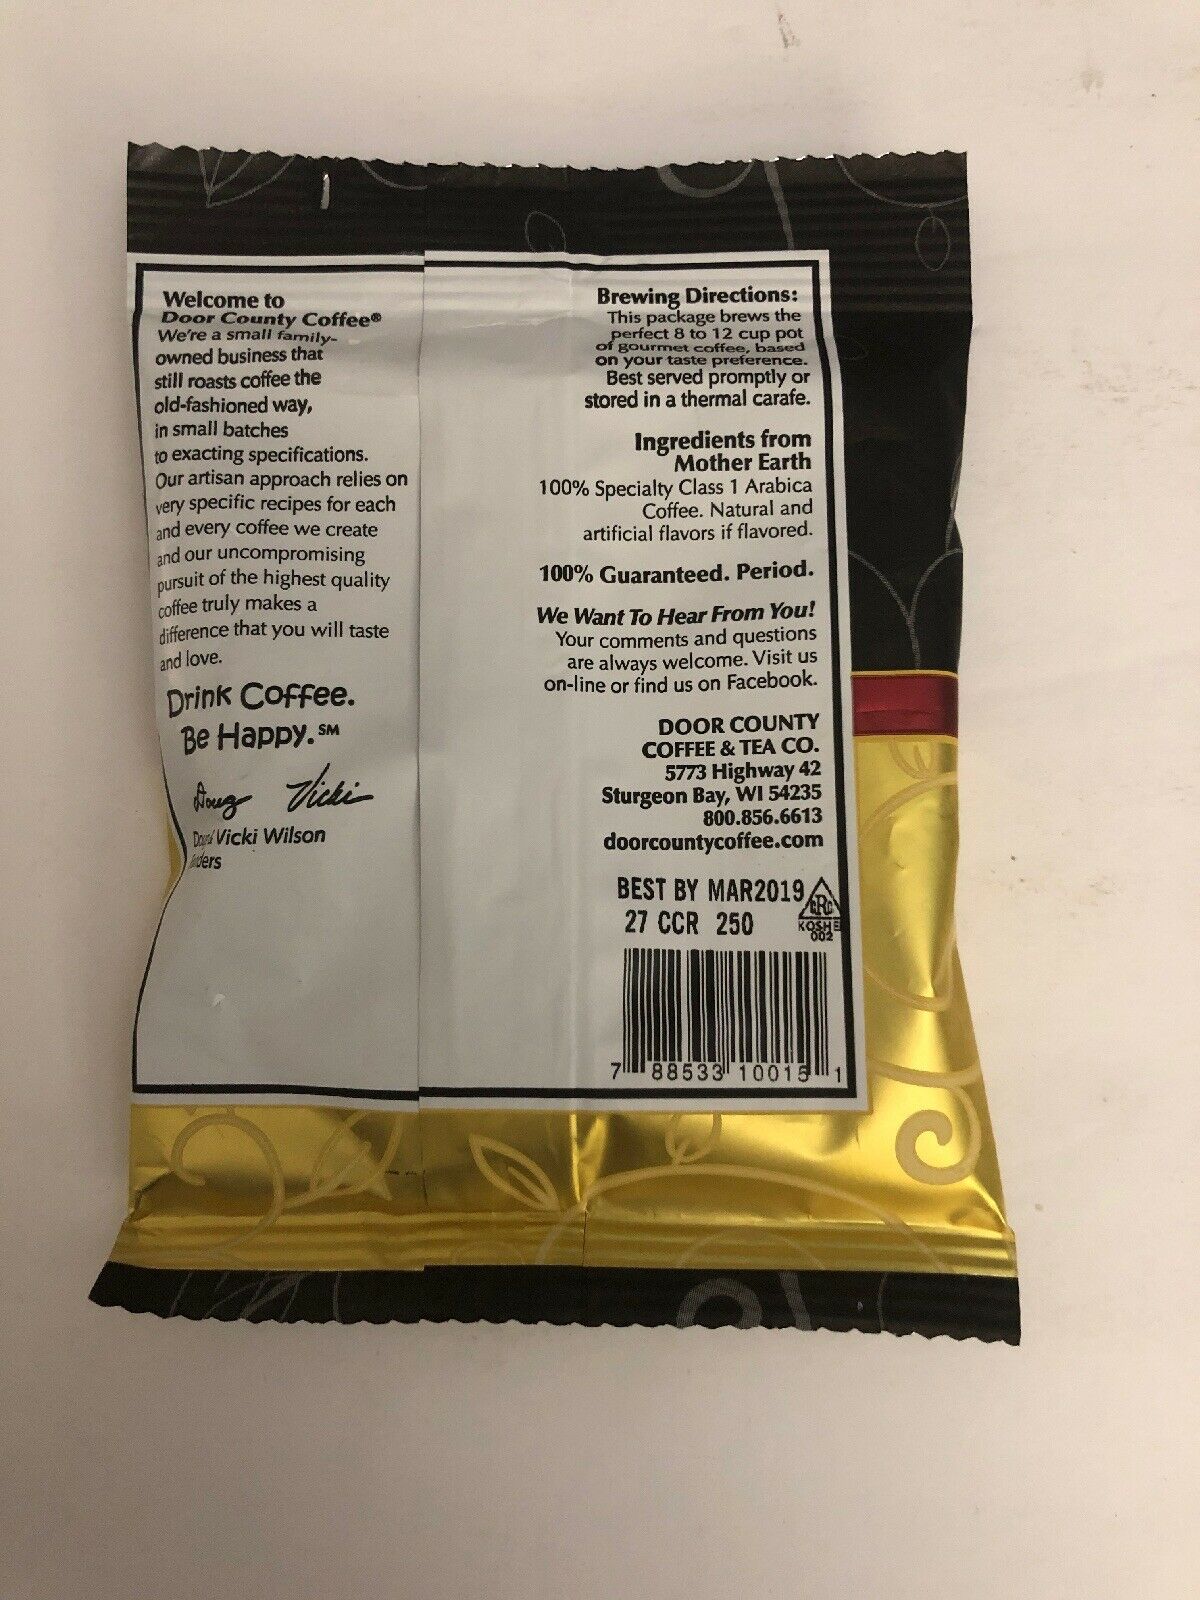 Welcome to
Door County Coffee®
We're a small family-
owned business that
still roasts coffee the
old-fashioned way,
in small batches
to exacting specifications.
Our artisan approach relies on
very specific recipes for each
and every coffee we create
and our uncompromising
pursuit of the highest quality
coffee truly makes a
difference that you will taste
and love.
Drink Coffee.
Be Happy.℠
Doug Vicki
Vicki Wilson
Brewing Directions:
This package brews the
perfect 8 to 12 cup pot
of gourmet coffee, based
on your taste preference.
Best served promptly or
stored in a thermal carafe.
Ingredients from
Mother Earth
100% Specialty Class 1 Arabica
Coffee. Natural and
artificial flavors if flavored.
100% Guaranteed. Period.
We Want To Hear From You!
Your comments and questions
are always welcome. Visit us
on-line or find us on Facebook.
DOOR COUNTY
COFFEE & TEA CO.
5773 Highway 42
Sturgeon Bay, WI 54235
800.856.6613
doorcountycoffee.com
BEST BY MAR2019
27 CCR 250
CRC
KOSHE
002
7 88533 10015 1